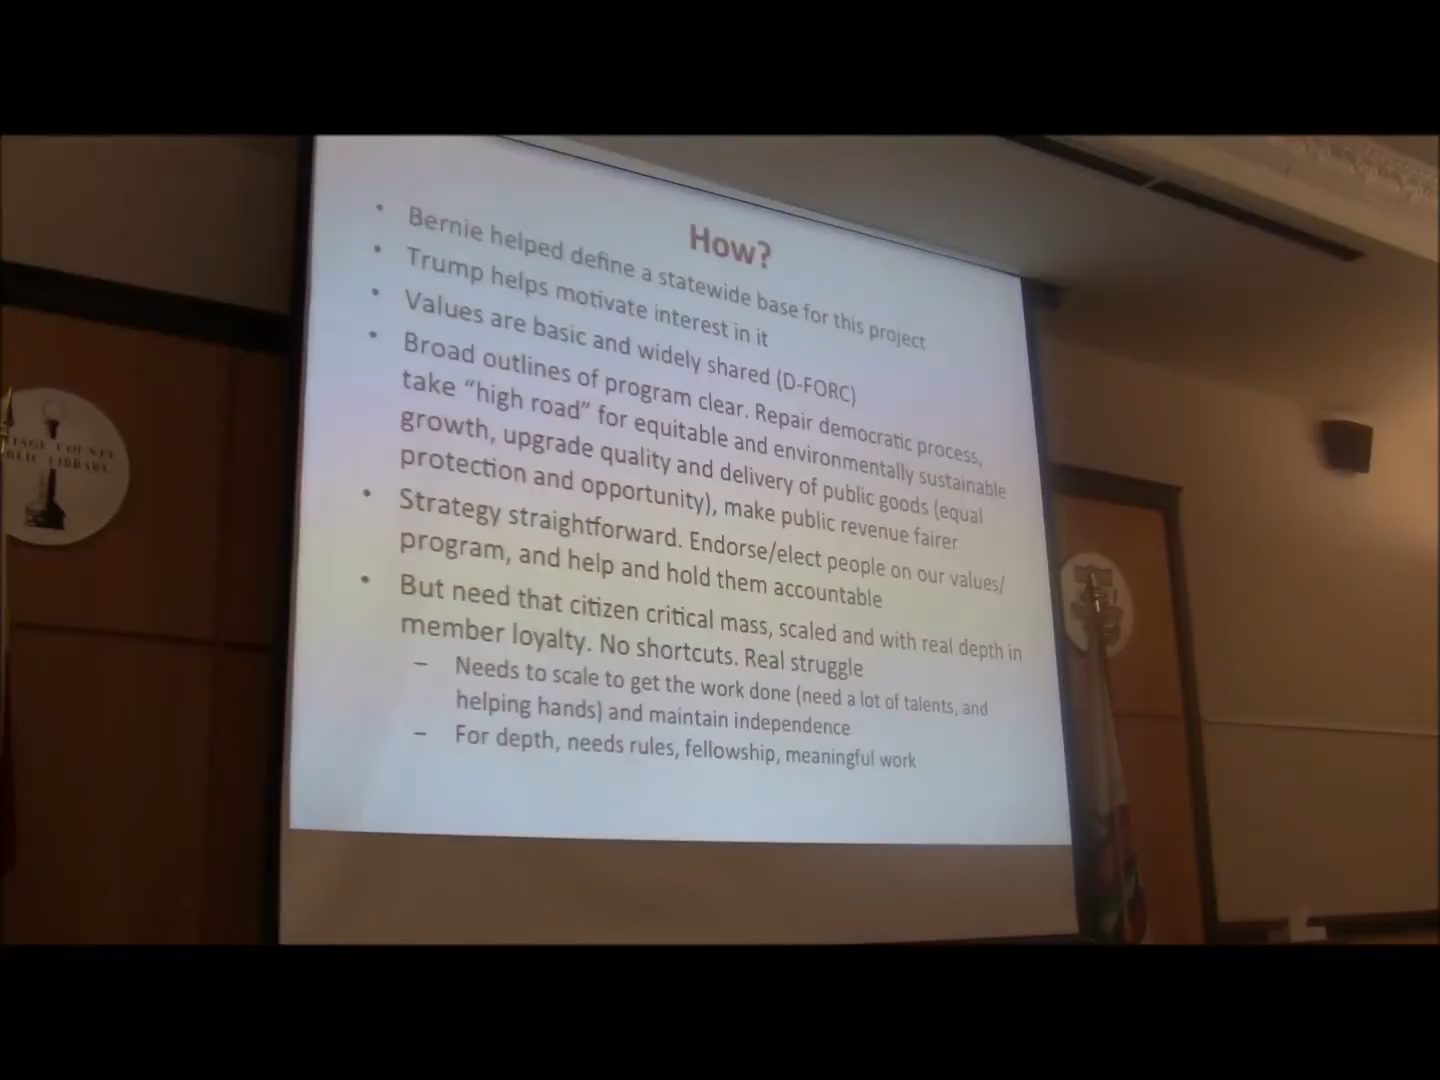 How?
• Bernie helped define a statewide base for this project
• Trump helps motivate interest in it
• Values are basic and widely shared (D-FORC)
• Broad outlines of program clear. Repair democratic process,
take “high road” for equitable and environmentally sustainable
growth, upgrade quality and delivery of public goods (equal
protection and opportunity), make public revenue fairer
• Strategy straightforward. Endorse/elect people on our values/
program, and help and hold them accountable
• But need that citizen critical mass, scaled and with real depth in
member loyalty. No shortcuts. Real struggle
– Needs to scale to get the work done (need a lot of talents, and
helping hands) and maintain independence
– For depth, needs rules, fellowship, meaningful work
COUNTY
LIBRARY